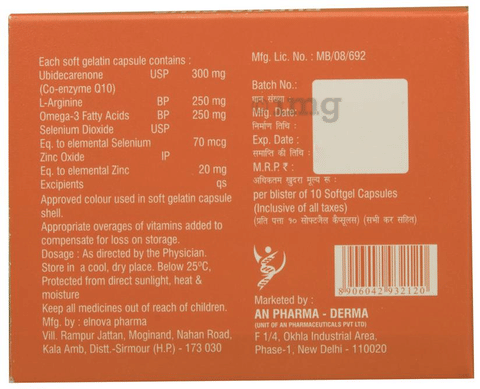 Each soft gelatin capsule contains :
Ubidecarenone USP 300 mg
(Co-enzyme Q10)
L-Arginine BP 250 mg
Omega-3 Fatty Acids BP 250 mg
Selenium Dioxide USP
Eq. to elemental Selenium 70 mcg
Zinc Oxide IP
Eq. to elemental Zinc 20 mg
Excipients qs
Approved colour used in soft gelatin capsule
shell.
Appropriate overages of vitamins added to
compensate for loss on storage.
Dosage : As directed by the Physician.
Store in a cool, dry place. Below 25°C,
Protected from direct sunlight, heat &
moisture
Keep all medicines out of reach of children.
Mfg. by : elnova pharma
Vill. Rampur Jattan, Moginand, Nahan Road,
Kala Amb, Distt.-Sirmour (H.P.) - 173 030
Mfg. Lic. No. : MB/08/692
Batch No.:
घान संख्या
Mfg. Date:
निर्माण तिथि :
Exp. Date :
समाप्ति की तिथि :
M.R.P. ₹ :
अधिकतम खुदरा मूल्य रू :
per blister of 10 Softgel Capsules
(Inclusive of all taxes)
(प्रति पत्ता १० सोफ्टजैल कैप्सूल्स) (सभी कर सहित)
8 906042 932120
Marketed by :
AN PHARMA - DERMA
(UNIT OF AN PHARMACEUTICALS PVT LTD)
F 1/4, Okhla Industrial Area,
Phase-1, New Delhi - 110020